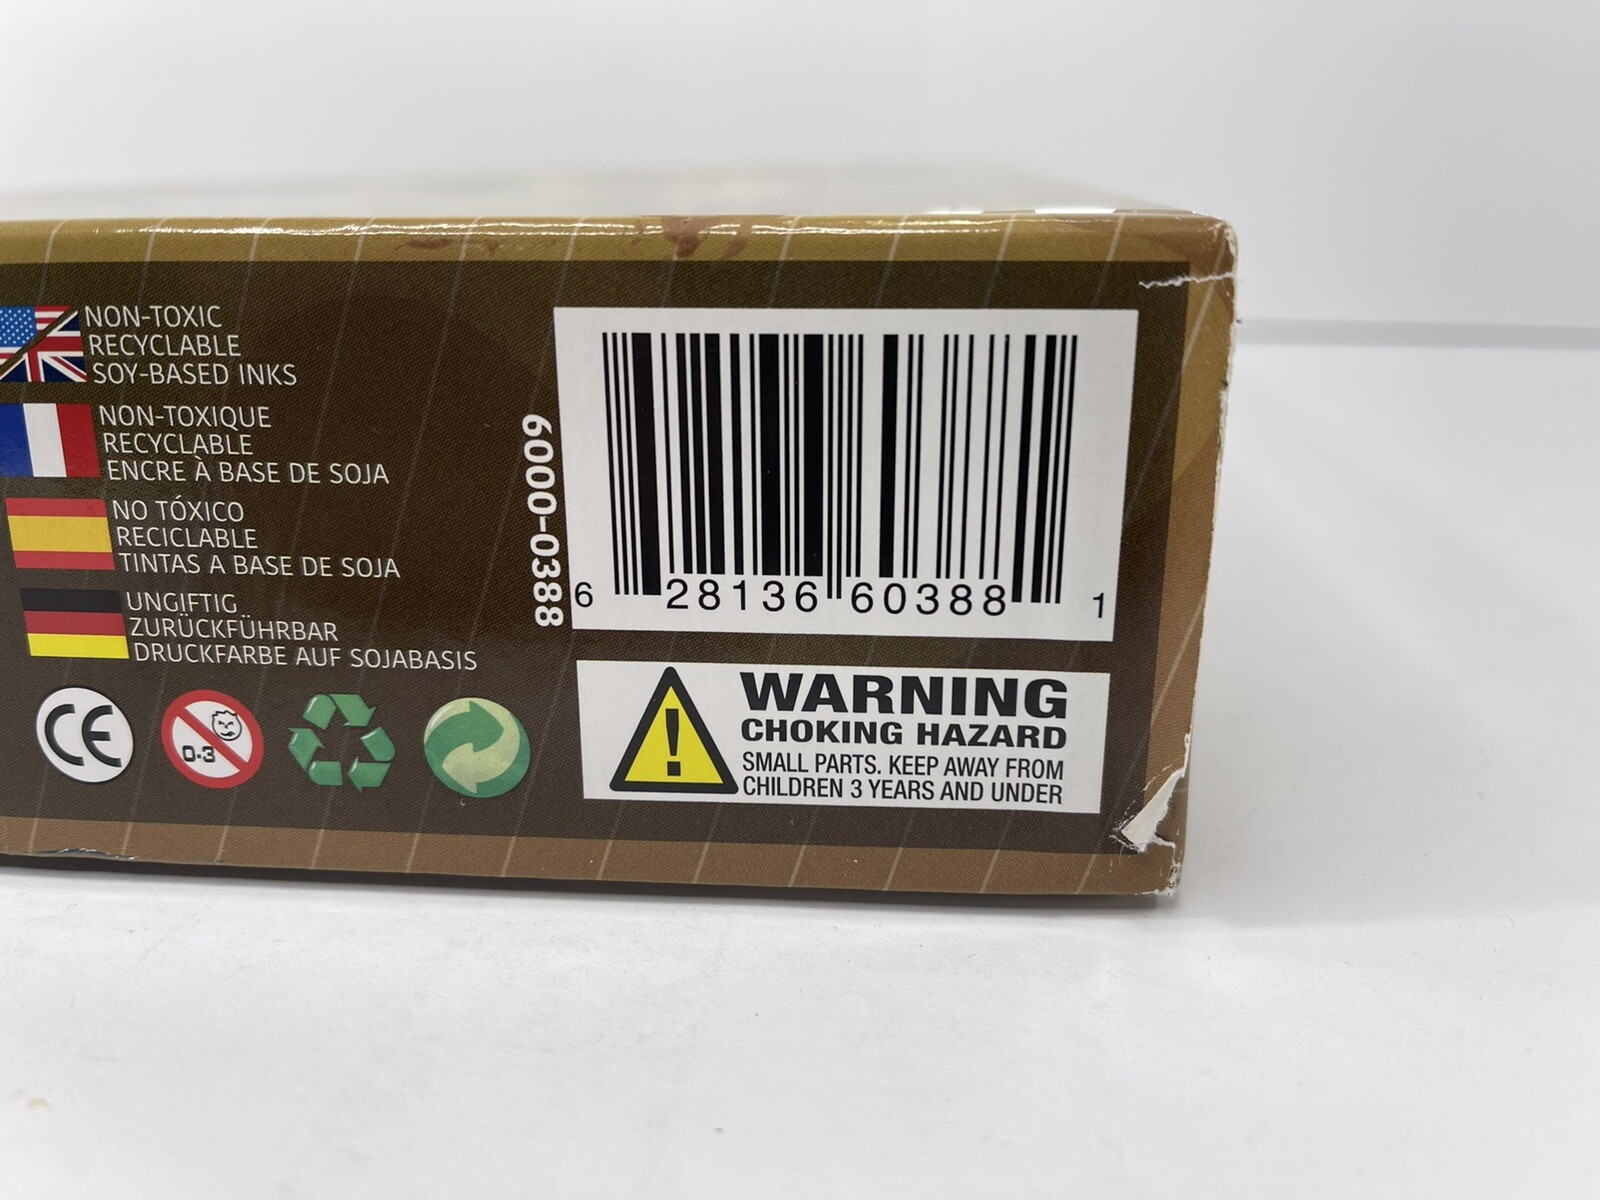 NON-TOXIC
RECYCLABLE
SOY-BASED INKS
NON-TOXIQUE
RECYCLABLE
ENCRE À BASE DE SOJA
NO TÓXICO
RECICLABLE
TINTAS A BASE DE SOJA
UNGIFTIG
ZURÜCKFÜHRBAR
DRUCKFARBE AUF SOJABASIS
CE
0-3
6000-0388
6 28136 60388 1
WARNING
CHOKING HAZARD
SMALL PARTS. KEEP AWAY FROM
CHILDREN 3 YEARS AND UNDER